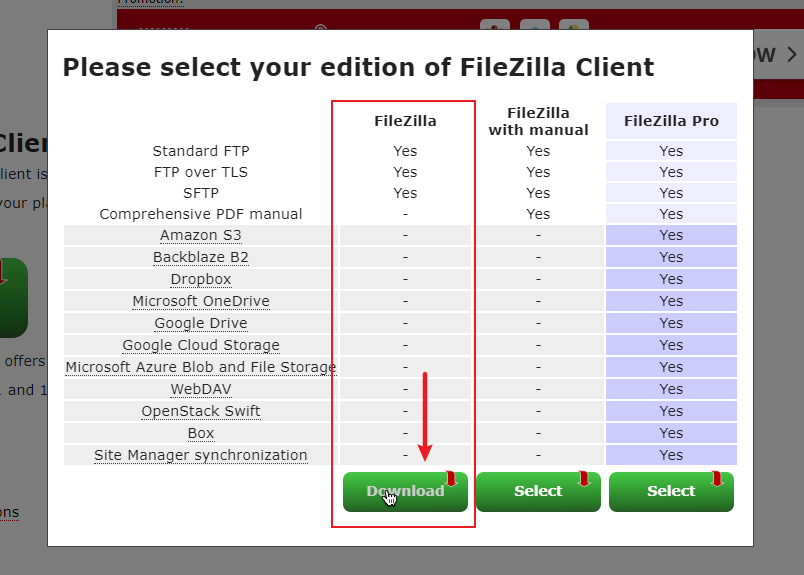 Promotion:
OW
Please select your edition of FileZilla Client
FileZilla
FileZilla
with manual
FileZilla Pro
Standard FTP Yes Yes Yes
FTP over TLS Yes Yes Yes
SFTP Yes Yes Yes
Comprehensive PDF manual - Yes Yes
Amazon S3 - - Yes
Backblaze B2 - - Yes
Dropbox - - Yes
Microsoft OneDrive - - Yes
Google Drive - - Yes
Google Cloud Storage - - Yes
Microsoft Azure Blob and File Storage - - Yes
WebDAV - - Yes
OpenStack Swift - - Yes
Box - - Yes
Site Manager synchronization - - Yes
Download Select Select
Clien
lient is
your pla
offers
and 1
ns